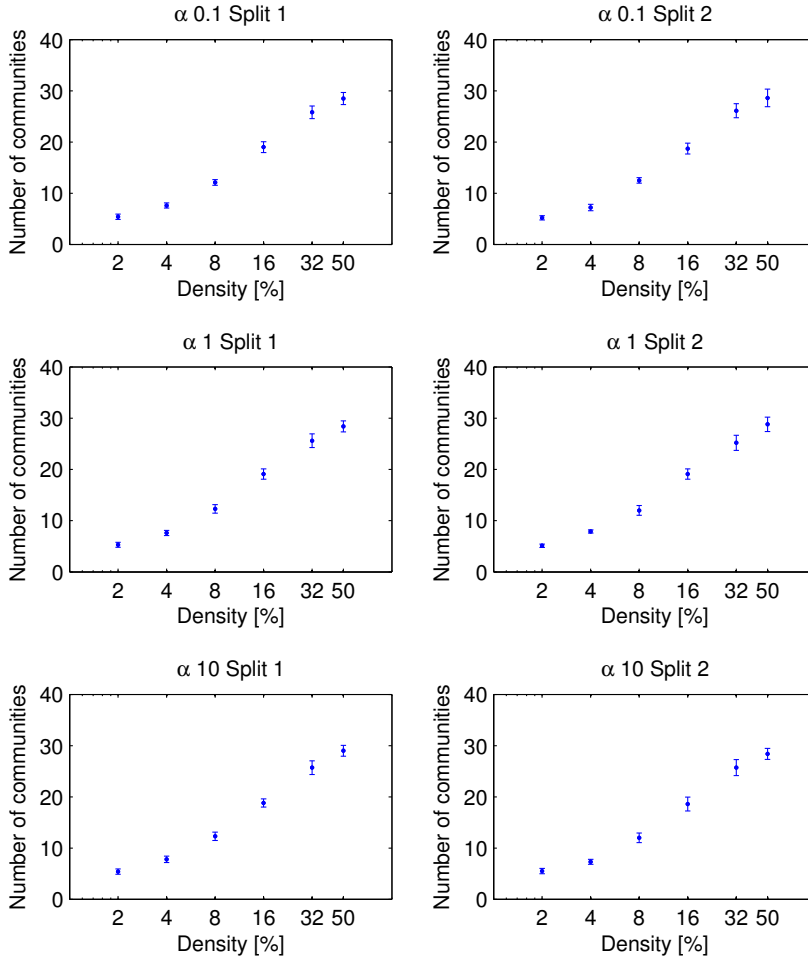 α 0.1 Split 1
Number of communities
40
30
20
10
0
2 4 8 16 32 50
Density [%]
α 0.1 Split 2
Number of communities
40
30
20
10
0
2 4 8 16 32 50
Density [%]
α 1 Split 1
Number of communities
40
30
20
10
0
2 4 8 16 32 50
Density [%]
α 1 Split 2
Number of communities
40
30
20
10
0
2 4 8 16 32 50
Density [%]
α 10 Split 1
Number of communities
40
30
20
10
0
2 4 8 16 32 50
Density [%]
α 10 Split 2
Number of communities
40
30
20
10
0
2 4 8 16 32 50
Density [%]